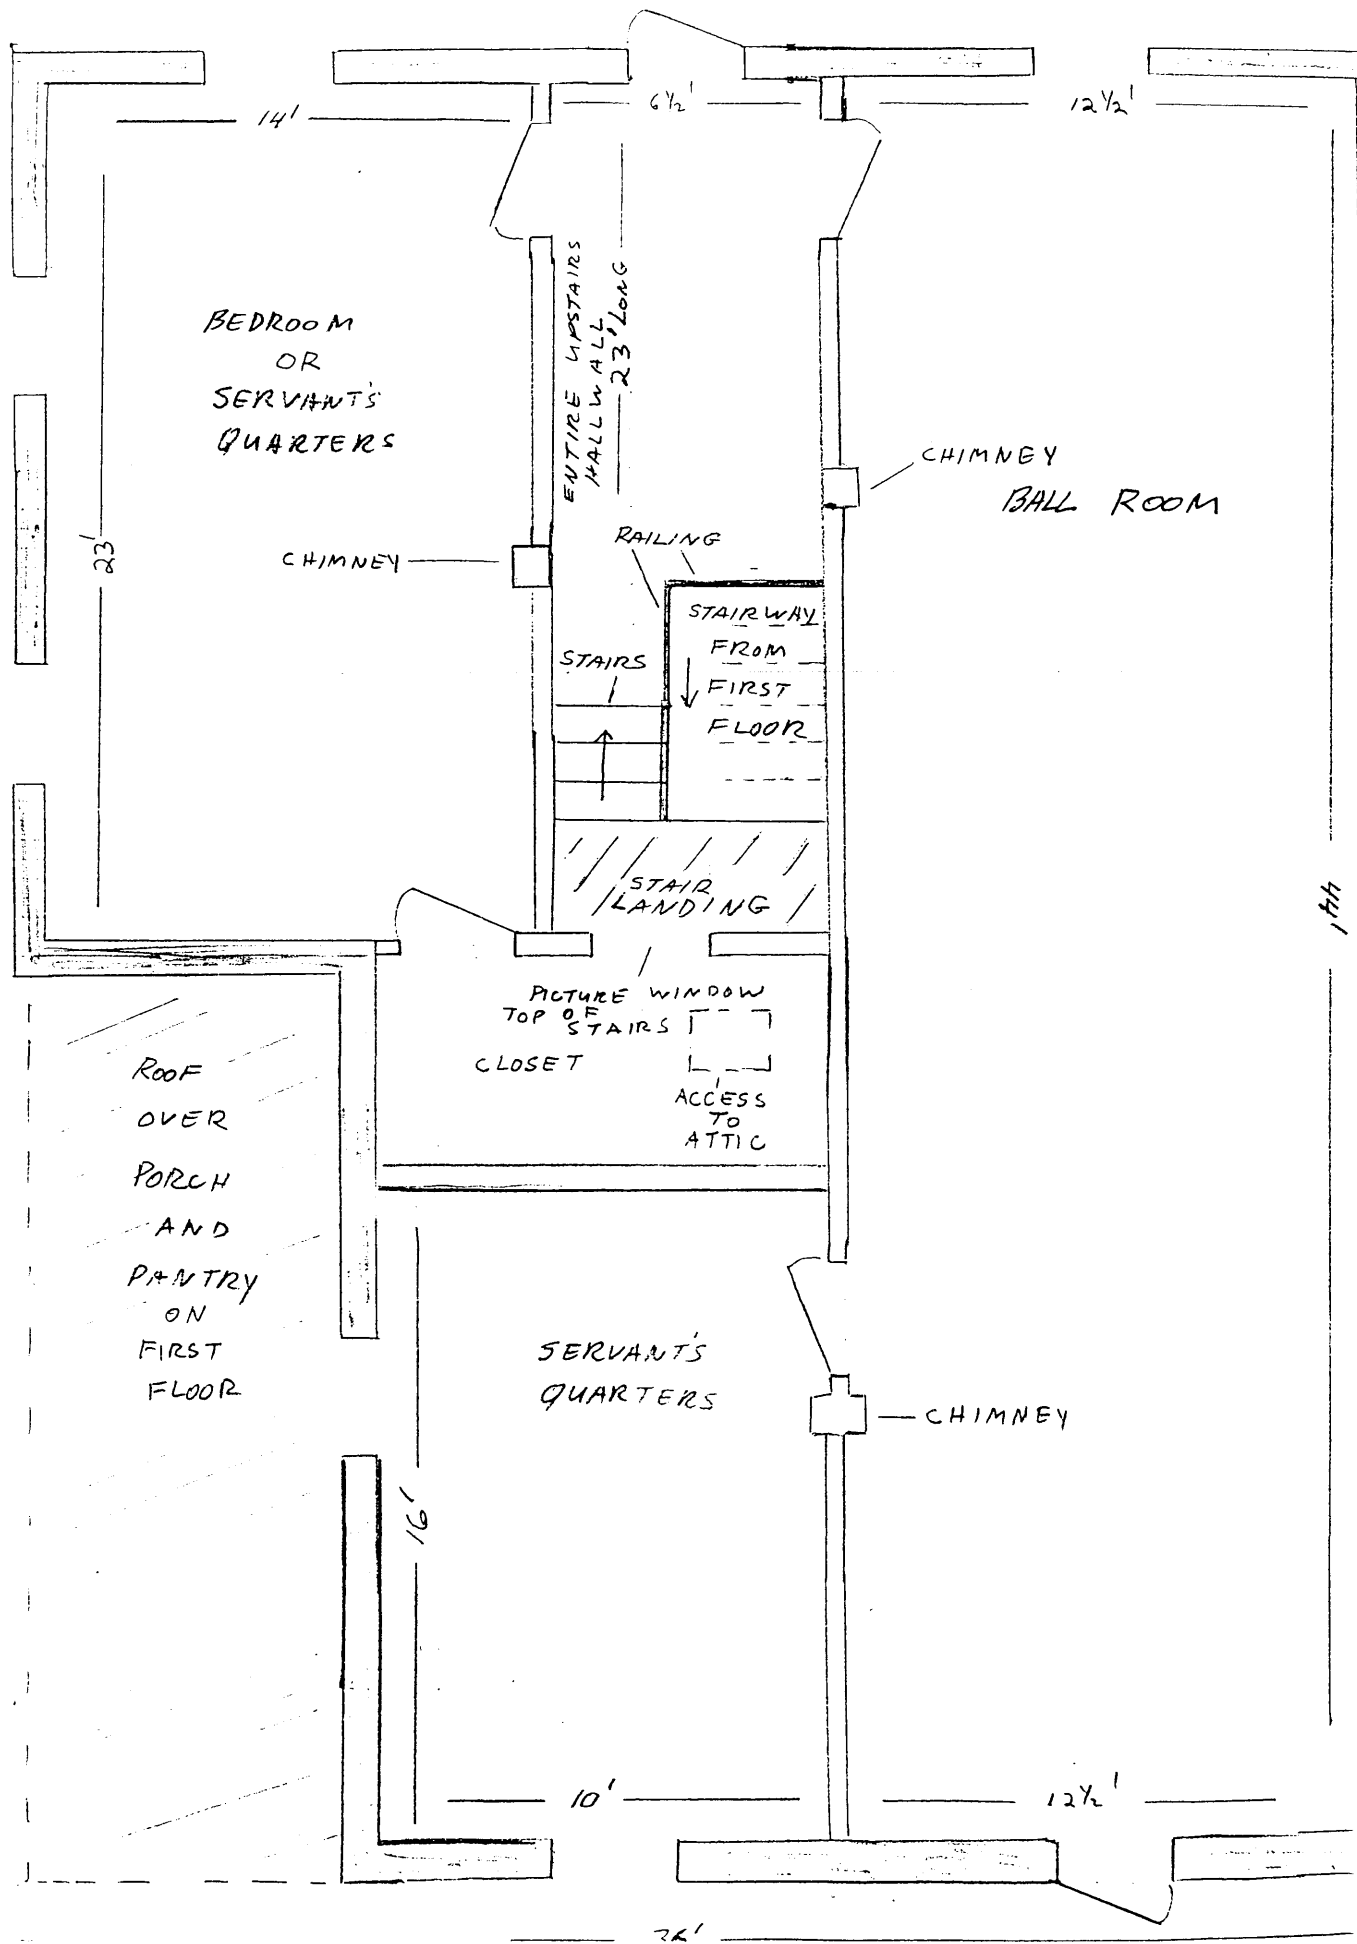 14'
6½'
12½'
BEDROOM
OR
SERVANT'S
QUARTERS
23'
ENTIRE UPSTAIRS
HALLWALL
23' LONG
CHIMNEY
BALL ROOM
CHIMNEY
RAILING
STAIRWAY
FROM
FIRST
FLOOR
STAIRS
44'
STAIR
LANDING
PICTURE WINDOW
TOP OF
STAIRS
CLOSET
ACCESS
TO
ATTIC
ROOF
OVER
PORCH
AND
PANTRY
ON
FIRST
FLOOR
SERVANT'S
QUARTERS
CHIMNEY
16'
10'
12½'